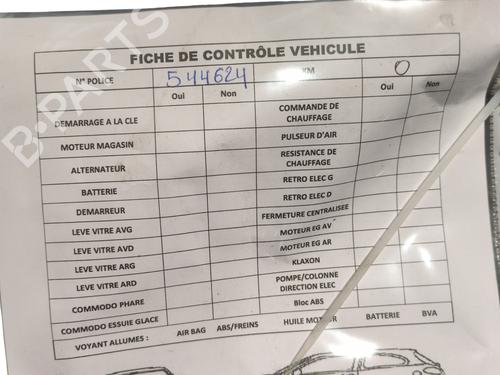 FICHE DE CONTRÔLE VEHICULE
N° POLICE 544624 KM O
Oui Non Oui Non
DEMARRAGE A LA CLE COMMANDE DE CHAUFFAGE
MOTEUR MAGASIN PULSEUR D'AIR
ALTERNATEUR RESISTANCE DE CHAUFFAGE
BATTERIE RETRO ELEC G
DEMARREUR RETRO ELEC D
LEVE VITRE AVG FERMETURE CENTRALISEE
LEVE VITRE AVD MOTEUR EG AV
LEVE VITRE ARG MOTEUR EG AR
LEVE VITRE ARD KLAXON
COMMODO PHARE POMPE/COLONNE DIRECTION ELEC
COMMODO ESSUIE GLACE Bloc ABS
VOYANT ALLUMES : AIR BAG ABS/FREINS HUILE MOTEUR BATTERIE BVA
B-PARTS